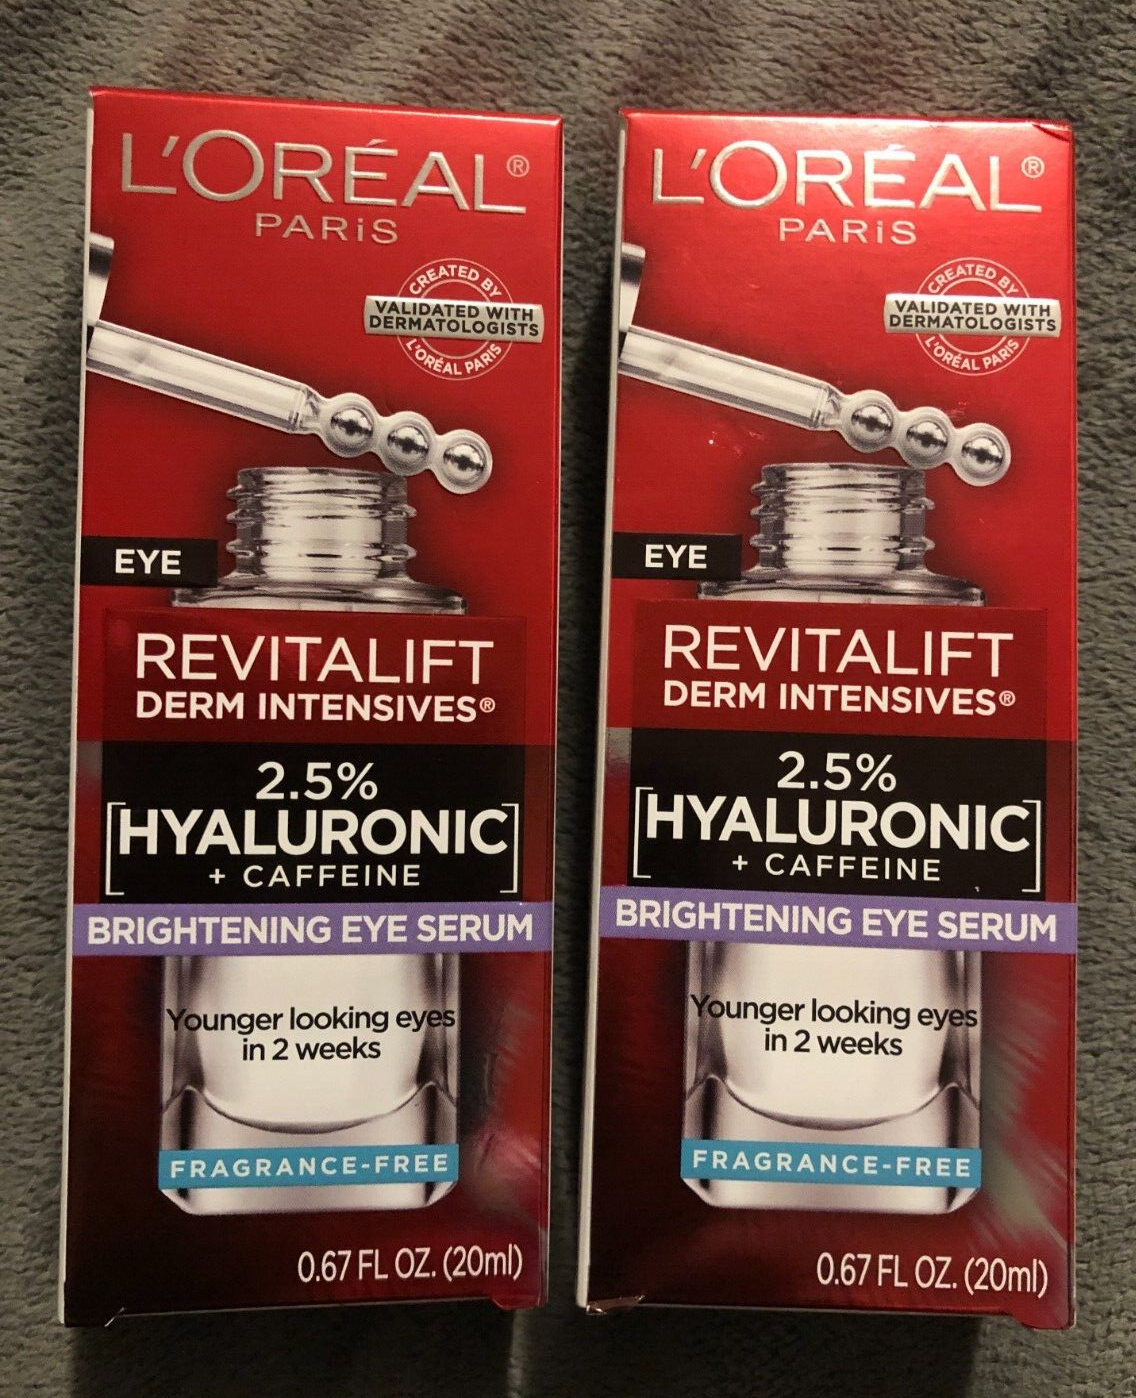 L'ORÉAL®
PARiS
CREATED BY
VALIDATED WITH
DERMATOLOGISTS
L'ORÉAL PARIS
EYE
REVITALIFT
DERM INTENSIVES®
2.5%
[HYALURONIC]
+ CAFFEINE
BRIGHTENING EYE SERUM
Younger looking eyes
in 2 weeks
FRAGRANCE-FREE
0.67 FL OZ. (20ml)
L'ORÉAL®
PARiS
CREATED BY
VALIDATED WITH
DERMATOLOGISTS
L'ORÉAL PARIS
EYE
REVITALIFT
DERM INTENSIVES®
2.5%
[HYALURONIC]
+ CAFFEINE
BRIGHTENING EYE SERUM
Younger looking eyes
in 2 weeks
FRAGRANCE-FREE
0.67 FL OZ. (20ml)